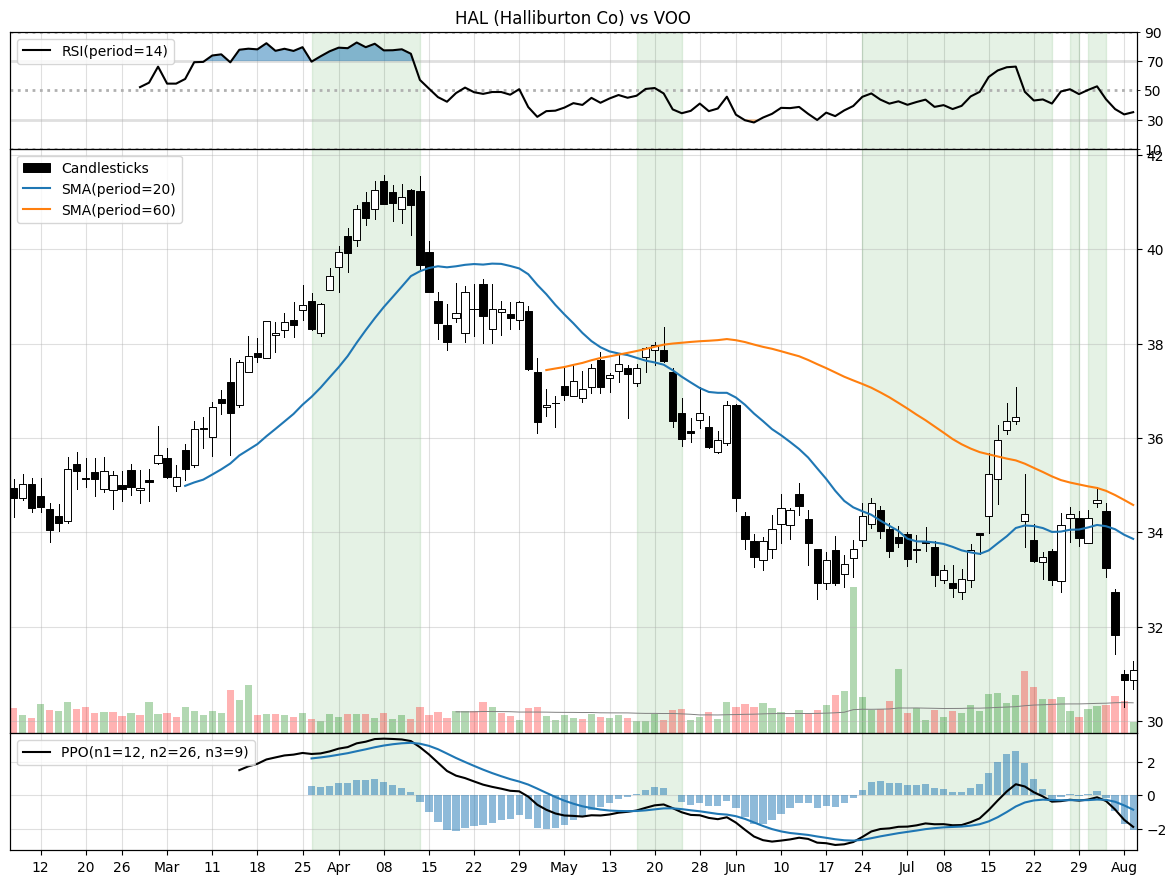 HAL (Halliburton Co) vs VOO
RSI(period=14)
90
70
50
30
10
Candlesticks
SMA(period=20)
SMA(period=60)
42
40
38
36
34
32
30
PPO(n1=12, n2=26, n3=9)
2
0
−2
12 20 26 Mar 11 18 25 Apr 08 15 22 29 May 13 20 28 Jun 10 17 24 Jul 08 15 22 29 Aug